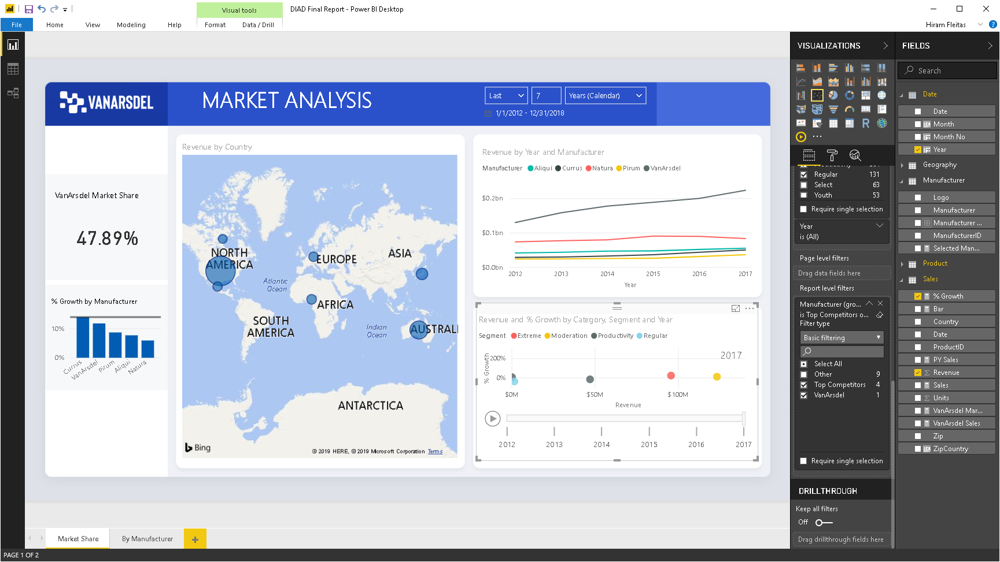 Visual tools
DIAD Final Report - Power BI Desktop
File
Home
View
Modeling
Help
Format
Data / Drill
Hiram Fleitas
?
VANARSDEL
MARKET ANALYSIS
Last
7
Years (Calendar)
1/1/2012 - 12/31/2018
VanArsdel Market Share
47.89%
% Growth by Manufacturer
10%
0%
Currus
VanArsdel
Pirum
Aliqui
Natura
Revenue by Country
NORTH AMERICA
EUROPE
ASIA
Atlantic Ocean
AFRICA
SOUTH AMERICA
Indian Ocean
AUSTRALI
ANTARCTICA
Bing
© 2019 HERE, © 2019 Microsoft Corporation Terms
Revenue by Year and Manufacturer
Manufacturer Aliqui Currus Natura Pirum VanArsdel
$0.2bn
$0.1bn
$0.0bn
2012 2013 2014 2015 2016 2017
Year
Revenue and % Growth by Category, Segment and Year
Segment Extreme Moderation Productivity Regular
% Growth
200%
0%
2017
$0M $50M $100M
Revenue
2012 2013 2014 2015 2016 2017
VISUALIZATIONS
R
Regular 131
Select 63
Youth 53
Require single selection
Year
is (All)
Page level filters
Drag data fields here
Report level filters
Manufacturer (gro...
is Top Competitors o...
Filter type
Basic filtering
Select All
Other 9
Top Competitors 4
VanArsdel 1
Require single selection
DRILLTHROUGH
Keep all filters
Off
Drag drillthrough fields here
FIELDS
Search
Date
Date
Month
Month No
Year
Geography
Manufacturer
Logo
Manufacturer
Manufacturer ...
ManufacturerID
Selected Man...
Product
Sales
% Growth
Bar
Country
Date
ProductID
PY Sales
Revenue
Sales
Units
VanArsdel Mar...
VanArsdel Sales
Zip
ZipCountry
Market Share
By Manufacturer
PAGE 1 OF 2